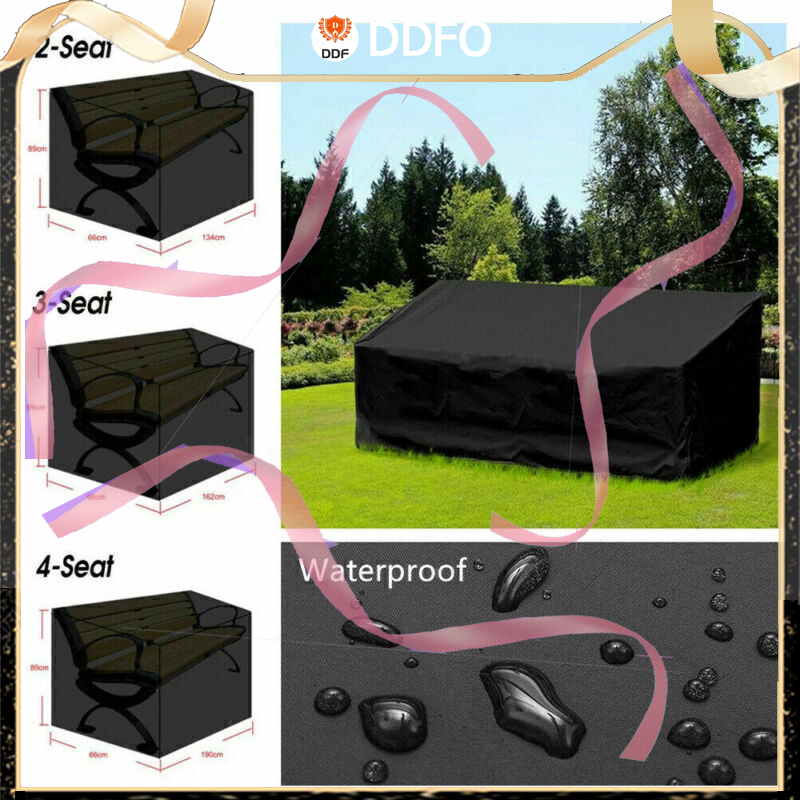 DDF
DDFO
2-Seat
89cm
66cm
134cm
3-Seat
89cm
66cm
162cm
4-Seat
89cm
66cm
190cm
Waterproof